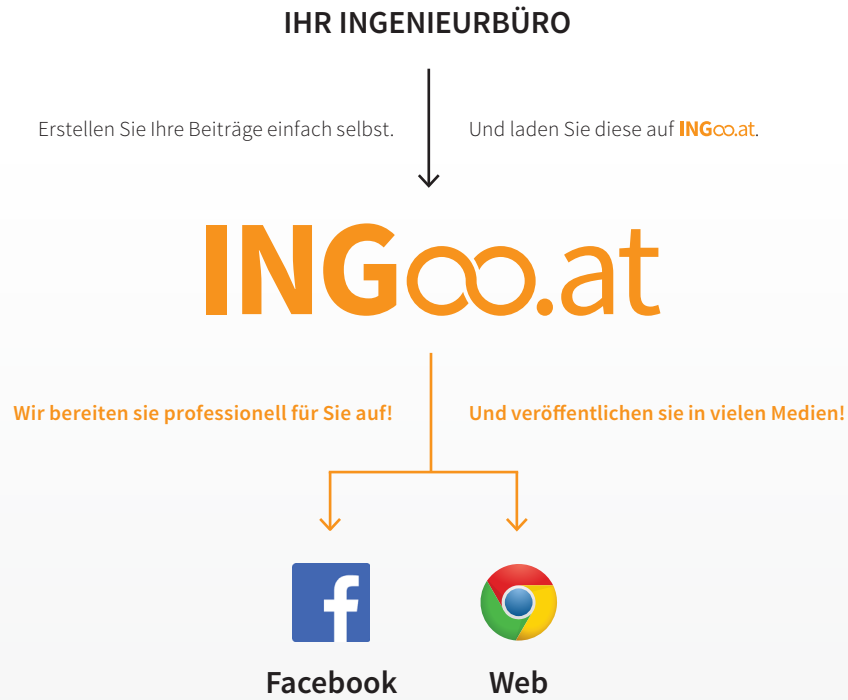 IHR INGENIEURBÜRO
Erstellen Sie Ihre Beiträge einfach selbst.
Und laden Sie diese auf INGoo.at.
INGoo.at
Wir bereiten sie professionell für Sie auf!
Und veröffentlichen sie in vielen Medien!
Facebook
Web